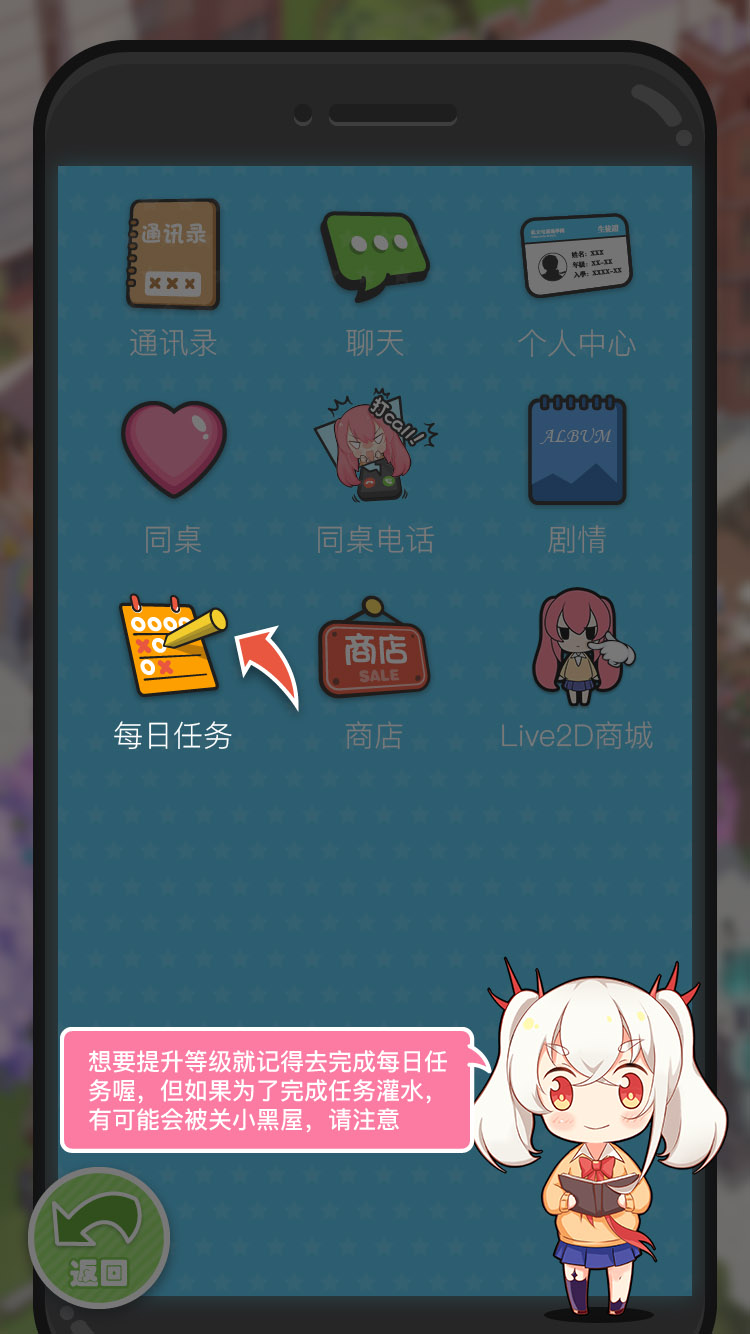 通讯录
×××
生徒証
姓名：XXX
年级：XX-XX
入学：XXXX-XX
通讯录
聊天
个人中心
打call!!
ALBUM
同桌
同桌电话
剧情
商店
SALE
每日任务
商店
Live2D商城
想要提升等级就记得去完成每日任
务喔，但如果为了完成任务灌水，
有可能会被关小黑屋，请注意
返回